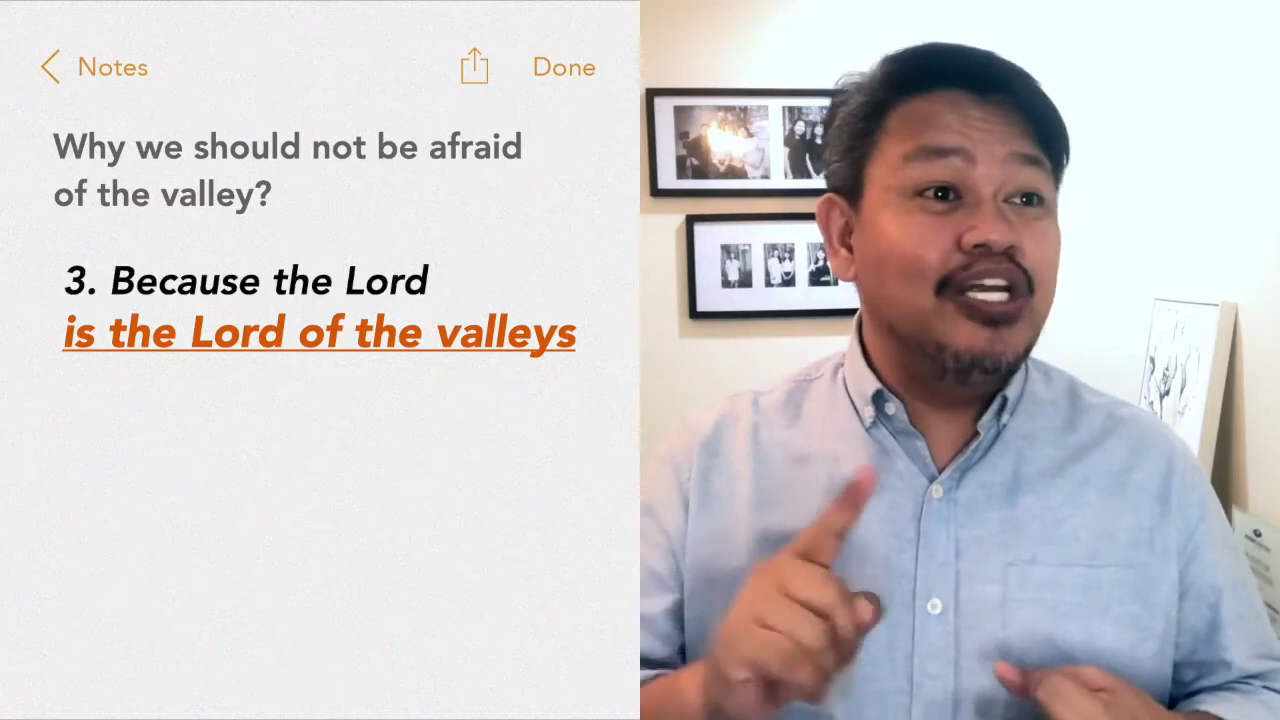 Notes
Done
Why we should not be afraid
of the valley?
3. Because the Lord
is the Lord of the valleys